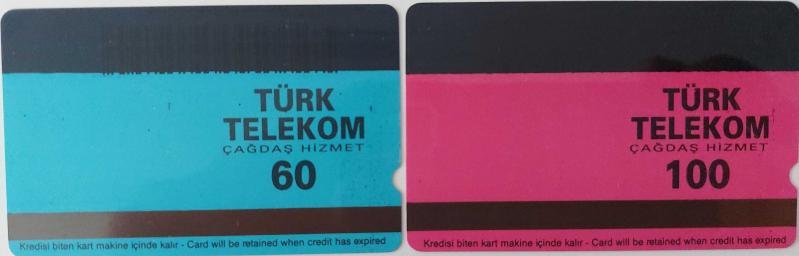 TÜRK
TELEKOM
ÇAĞDAŞ HİZMET
60
Kredisi biten kart makine içinde kalır - Card will be retained when credit has expired
TÜRK
TELEKOM
ÇAĞDAŞ HİZMET
100
Kredisi biten kart makine içinde kalır - Card will be retained when credit has expired